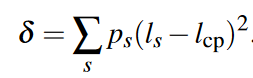 δ = ∑ₛ pₛ(lₛ − l_cp)².